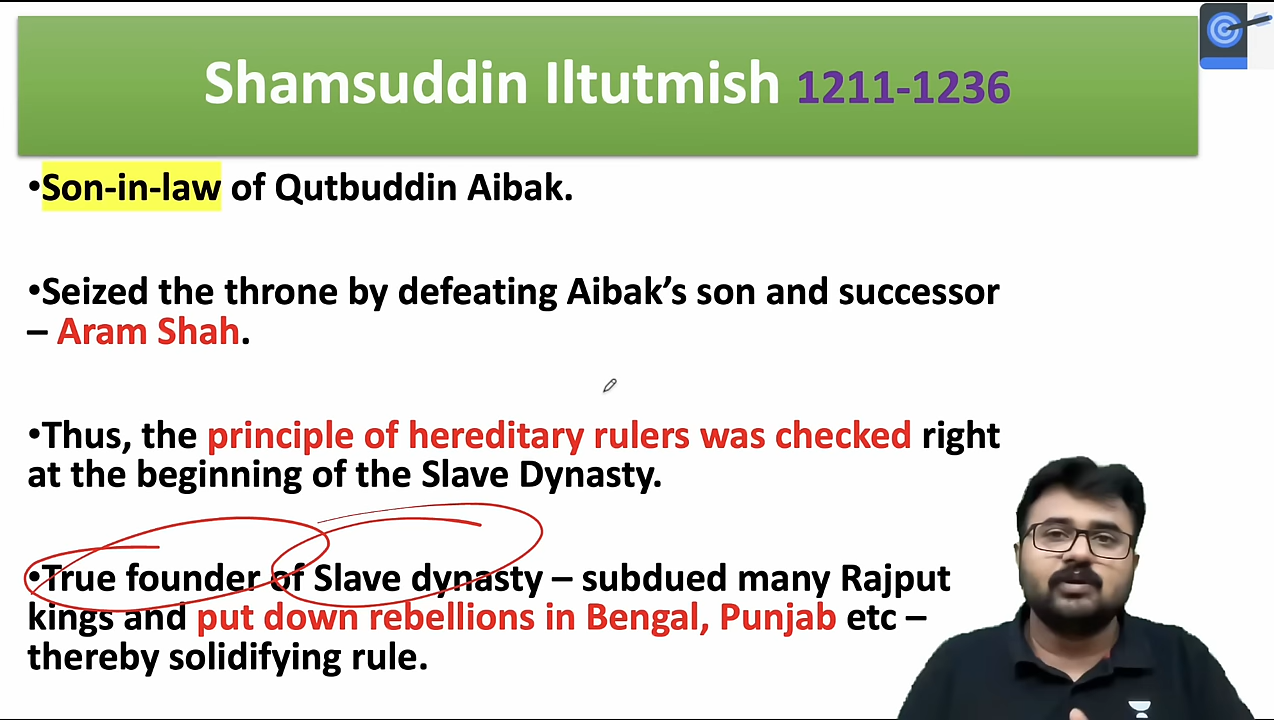 Shamsuddin Iltutmish 1211-1236
•Son-in-law of Qutbuddin Aibak.
•Seized the throne by defeating Aibak’s son and successor
– Aram Shah.
•Thus, the principle of hereditary rulers was checked right
at the beginning of the Slave Dynasty.
•True founder of Slave dynasty – subdued many Rajput
kings and put down rebellions in Bengal, Punjab etc –
thereby solidifying rule.